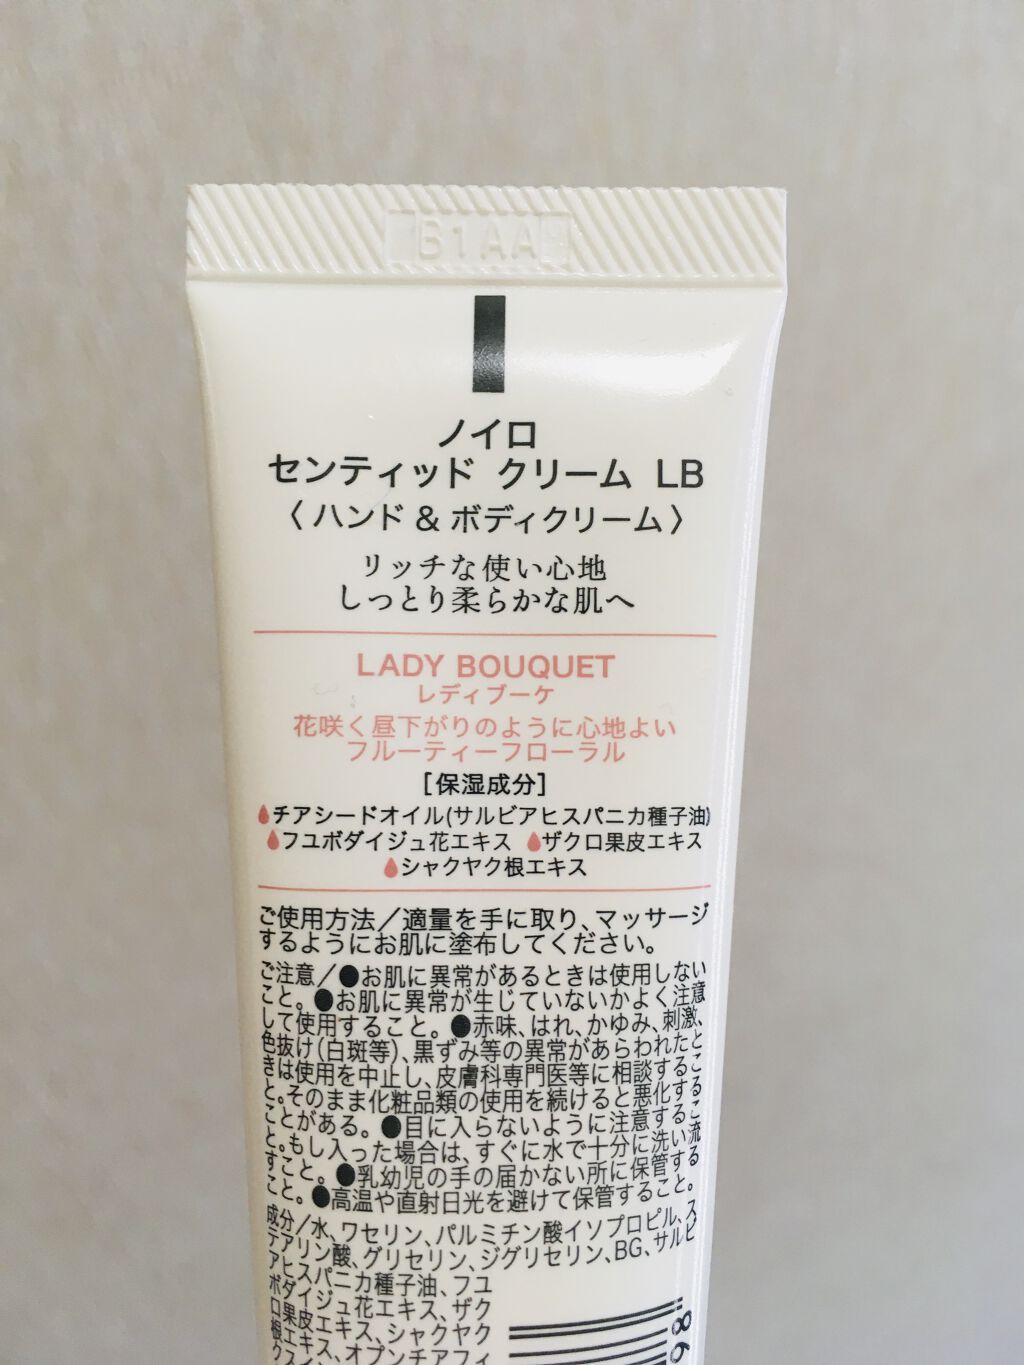 B1AA
ノイロ
センティッド クリーム LB
〈ハンド & ボディクリーム〉
リッチな使い心地
しっとり柔らかな肌へ
LADY BOUQUET
レディブーケ
花咲く昼下がりのように心地よい
フルーティーフローラル
[保湿成分]
チアシードオイル(サルビアヒスパニカ種子油)
フユボダイジュ花エキス ザクロ果皮エキス
シャクヤク根エキス
ご使用方法/適量を手に取り、マッサージ
するようにお肌に塗布してください。
ご注意/●お肌に異常があるときは使用しない
こと。●お肌に異常が生じていないかよく注意
して使用すること。●赤味、はれ、かゆみ、刺激、
色抜け(白斑等)、黒ずみ等の異常があらわれたと
きは使用を中止し、皮膚科専門医等に相談するこ
と。そのまま化粧品類の使用を続けると悪化する
ことがある。●目に入らないように注意するこ
と。もし入った場合は、すぐに水で十分に洗い流
すこと。●乳幼児の手の届かない所に保管する
こと。●高温や直射日光を避けて保管すること。
成分/水、ワセリン、パルミチン酸イソプロピル、ス
テアリン酸、グリセリン、ジグリセリン、BG、サルビ
アヒスパニカ種子油、フユ
ボダイジュ花エキス、ザク
ロ果皮エキス、シャクヤク
根エキス、オプンチアフィ
86